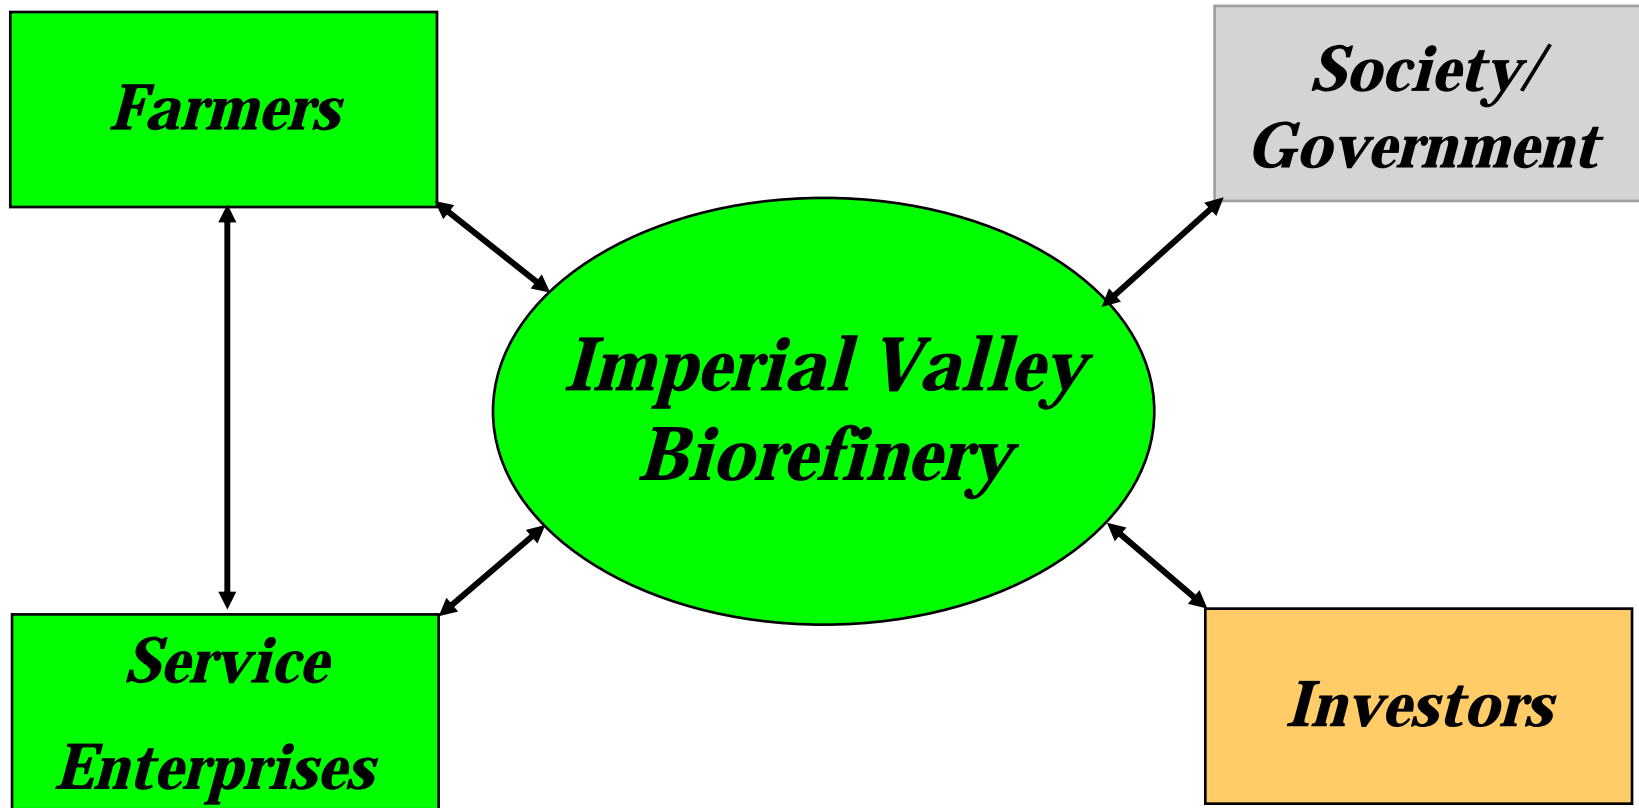 Farmers
Society/
Government
Imperial Valley
Biorefinery
Service
Enterprises
Investors